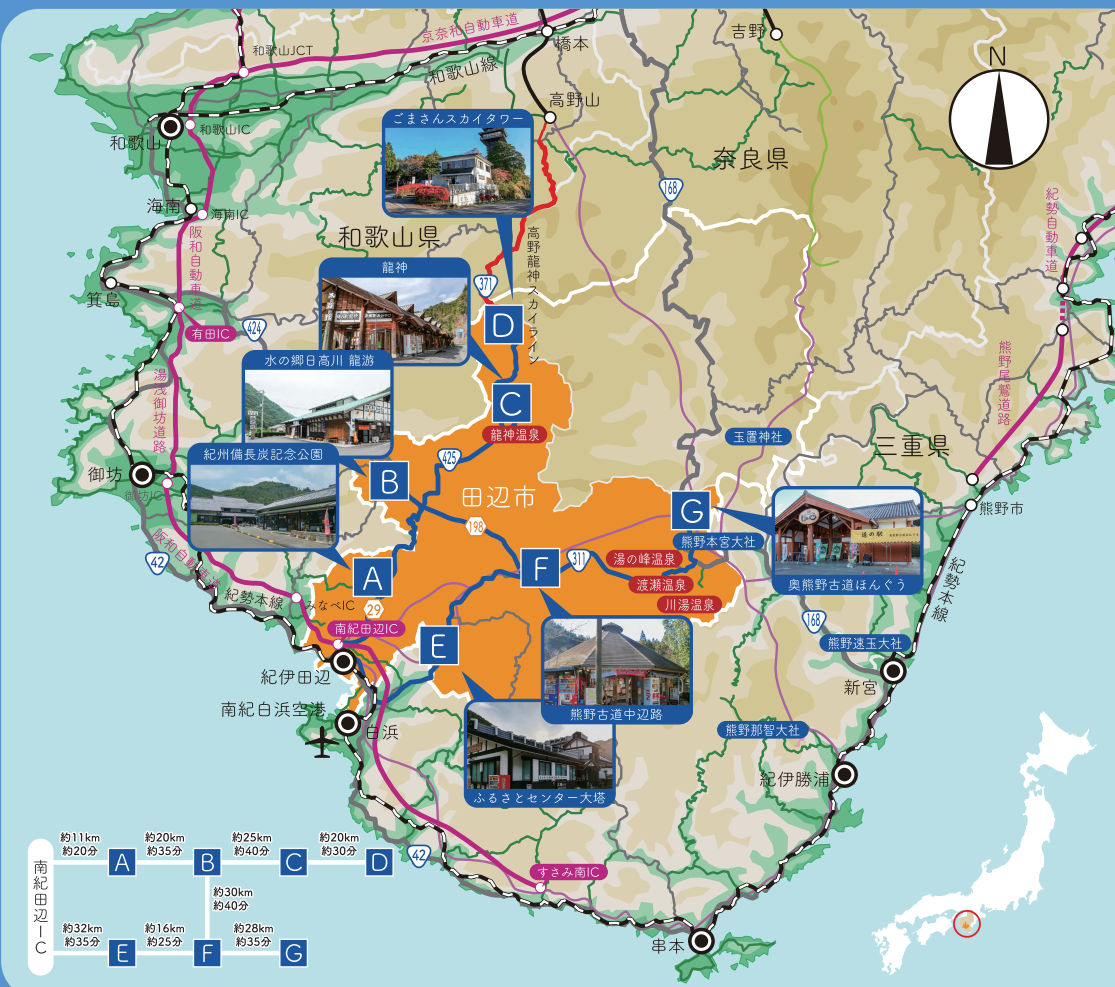 京奈和自動車道
和歌山JCT
橋本
吉野
和歌山線
N
高野山
ごまさんスカイタワー
和歌山IC
和歌山
奈良県
168
海南
海南IC
阪和自動車道
和歌山県
高野龍神スカイライン
紀勢自動車道
龍神
371
箕島
有田IC
424
D
水の郷日高川 龍游
湯浅御坊道路
熊野尾鷲道路
C
龍神温泉
玉置神社
三重県
紀州備長炭記念公園
425
御坊
御坊IC
B
田辺市
G
198
熊野市
熊野本宮大社
阪和自動車道
42
311
湯の峰温泉
F
渡瀬温泉
川湯温泉
奥熊野古道ほんぐう
A
紀勢本線
紀勢本線
みなべIC
29
168
南紀田辺IC
熊野速玉大社
E
紀伊田辺
新宮
南紀白浜空港
白浜
熊野古道中辺路
熊野那智大社
紀伊勝浦
ふるさとセンター大塔
42
すさみ南IC
串本
南紀田辺IC
約11km
約20分
A
約20km
約35分
B
約25km
約40分
C
約20km
約30分
D
約30km
約40分
約32km
約35分
E
約16km
約25分
F
約28km
約35分
G